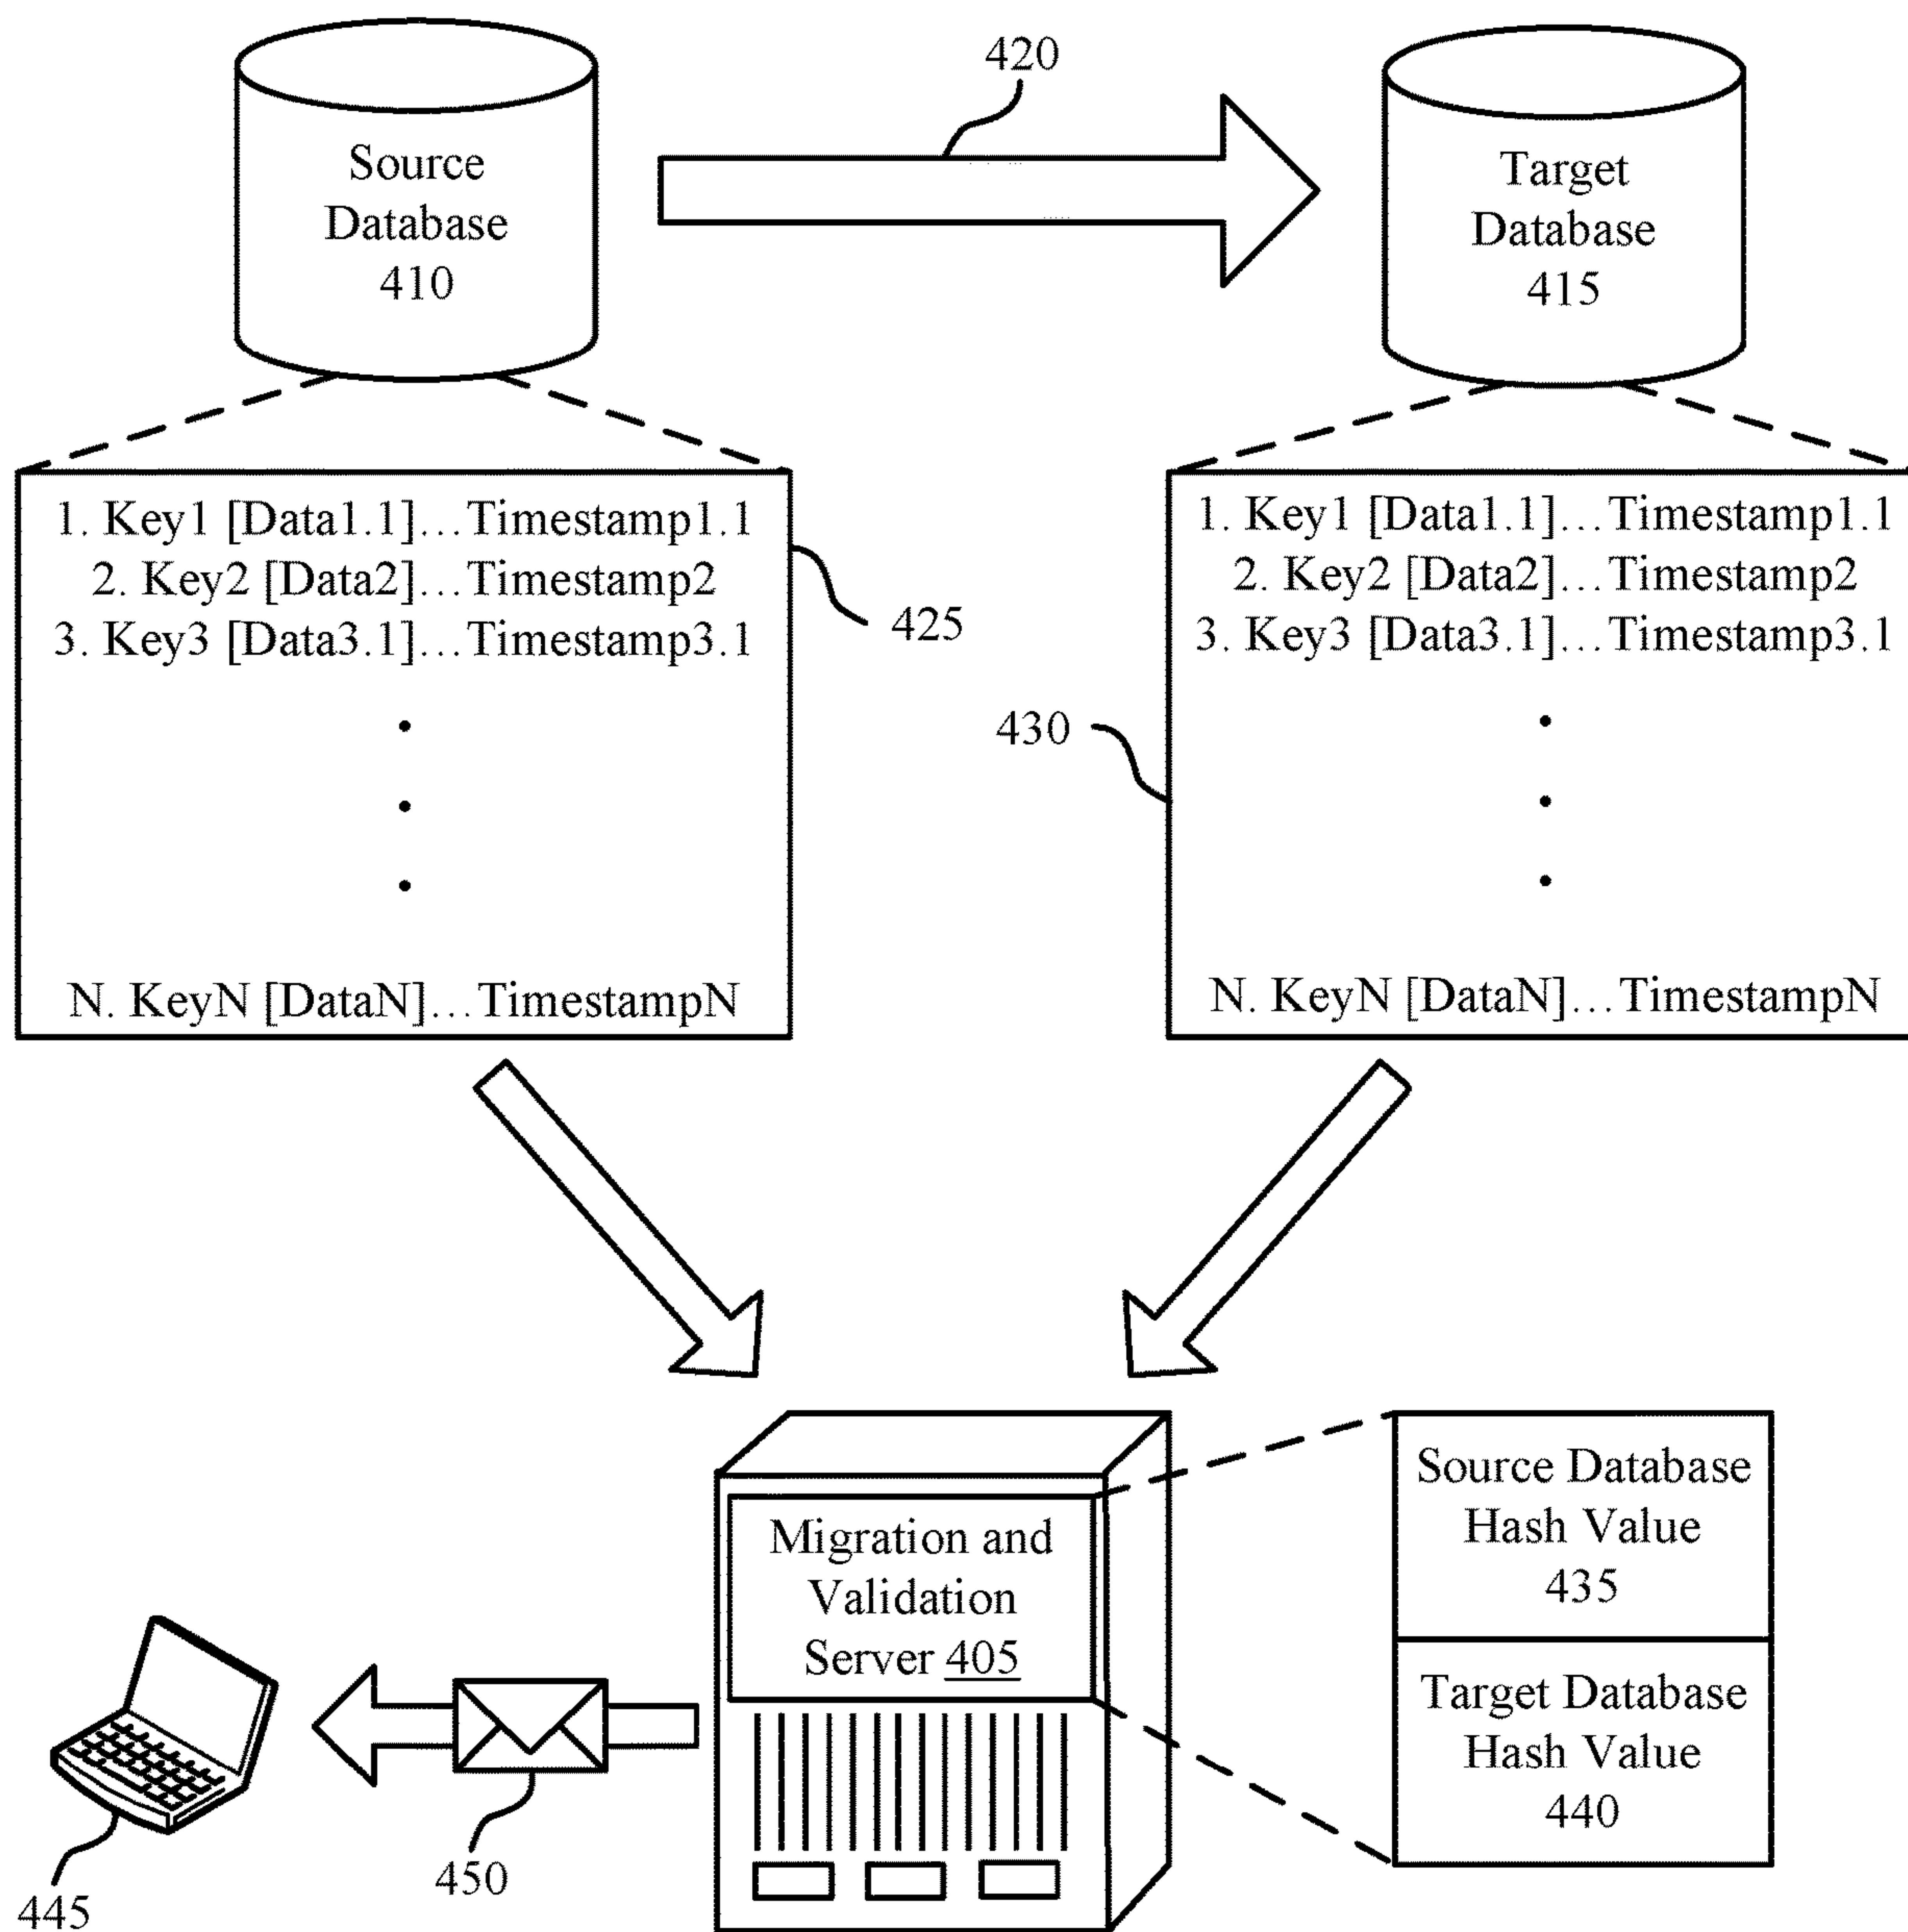 420
Source
Database
410
Target
Database
415
1. Key1 [Data1.1]...Timestamp1.1
2. Key2 [Data2]...Timestamp2
3. Key3 [Data3.1]...Timestamp3.1
N. KeyN [DataN]...TimestampN
425
1. Key1 [Data1.1]...Timestamp1.1
2. Key2 [Data2]...Timestamp2
3. Key3 [Data3.1]...Timestamp3.1
N. KeyN [DataN]...TimestampN
430
Migration and
Validation
Server 405
Source Database
Hash Value
435
Target Database
Hash Value
440
450
445